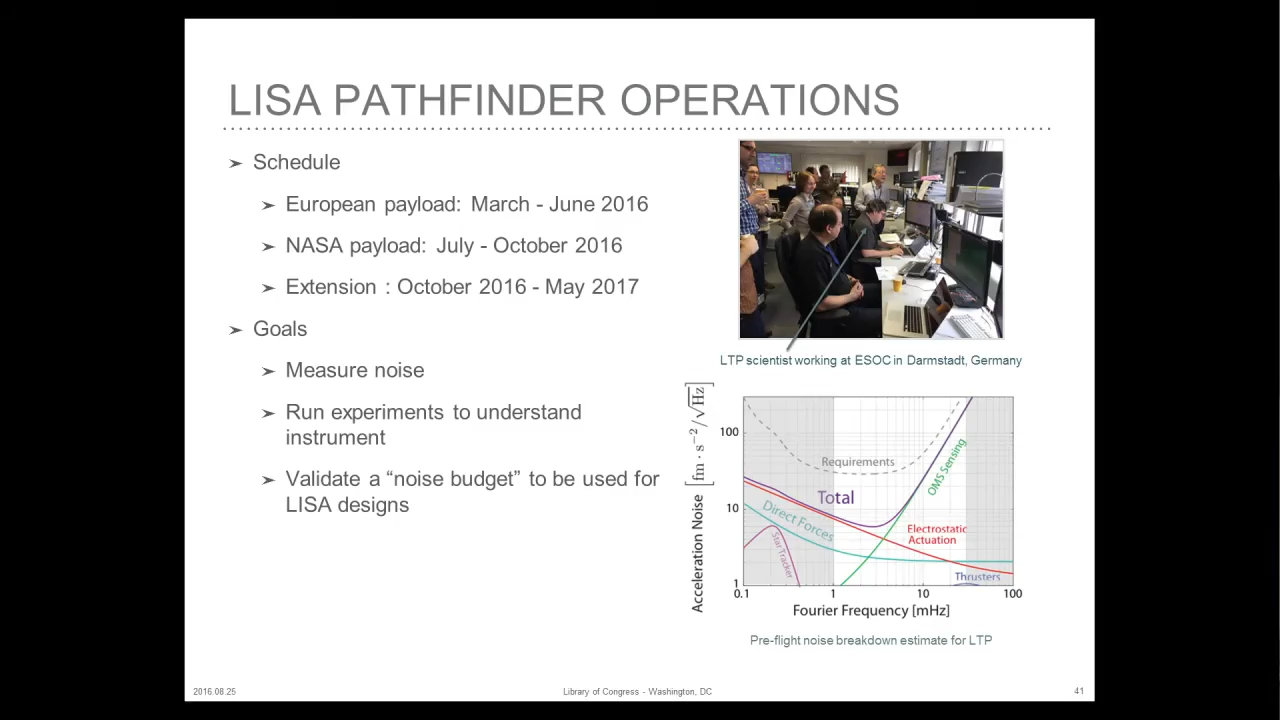 LISA PATHFINDER OPERATIONS
➤ Schedule
➤ European payload: March - June 2016
➤ NASA payload: July - October 2016
➤ Extension : October 2016 - May 2017
➤ Goals
➤ Measure noise
➤ Run experiments to understand
instrument
➤ Validate a “noise budget” to be used for
LISA designs
LTP scientist working at ESOC in Darmstadt, Germany
Acceleration Noise [fm · s⁻²/√Hz]
100
10
1
0.1
1
10
100
Requirements
Total
OMS Sensing
Direct Forces
Electrostatic
Actuation
Star Tracker
Thrusters
Fourier Frequency [mHz]
Pre-flight noise breakdown estimate for LTP
2016.08.25
Library of Congress - Washington, DC
41